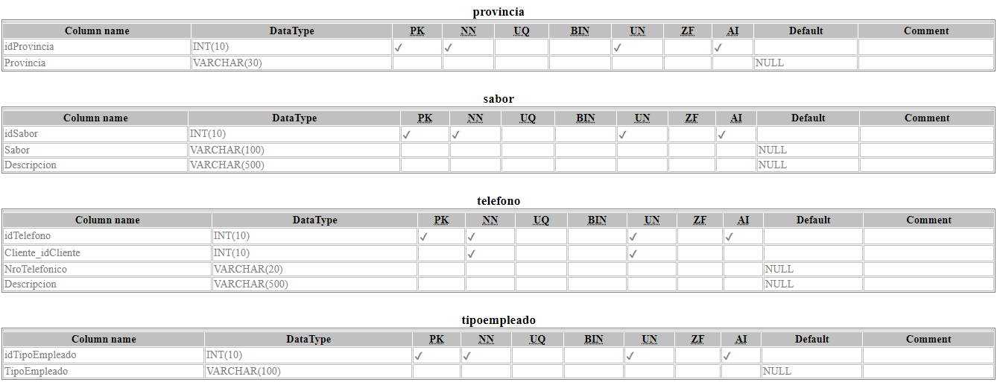 provincia
Column name DataType PK NN UQ BIN UN ZF AI Default Comment
idProvincia INT(10) ✓ ✓ ✓ ✓
Provincia VARCHAR(30) NULL
sabor
Column name DataType PK NN UQ BIN UN ZF AI Default Comment
idSabor INT(10) ✓ ✓ ✓ ✓
Sabor VARCHAR(100) NULL
Descripcion VARCHAR(500) NULL
telefono
Column name DataType PK NN UQ BIN UN ZF AI Default Comment
idTelefono INT(10) ✓ ✓ ✓ ✓
Cliente_idCliente INT(10) ✓ ✓
NroTelefonico VARCHAR(20) NULL
Descripcion VARCHAR(500) NULL
tipoempleado
Column name DataType PK NN UQ BIN UN ZF AI Default Comment
idTipoEmpleado INT(10) ✓ ✓ ✓ ✓
TipoEmpleado VARCHAR(100) NULL